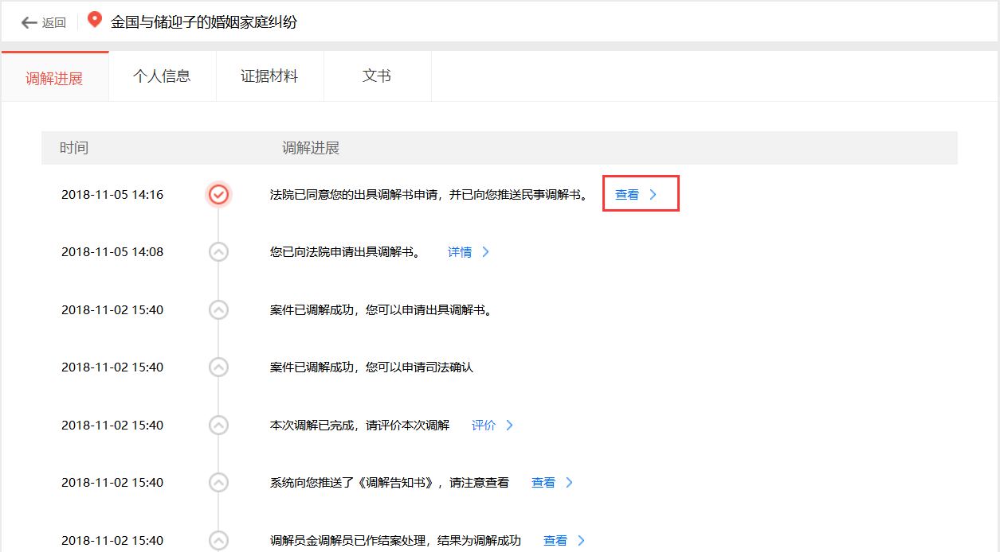 返回 金国与储迎子的婚姻家庭纠纷
调解进展 个人信息 证据材料 文书
时间 调解进展
2018-11-05 14:16 法院已同意您的出具调解书申请，并已向您推送民事调解书。 查看
2018-11-05 14:08 您已向法院申请出具调解书。 详情
2018-11-02 15:40 案件已调解成功，您可以申请出具调解书。
2018-11-02 15:40 案件已调解成功，您可以申请司法确认
2018-11-02 15:40 本次调解已完成，请评价本次调解 评价
2018-11-02 15:40 系统向您推送了《调解告知书》，请注意查看 查看
2018-11-02 15:40 调解员金调解员已作结案处理，结果为调解成功 查看